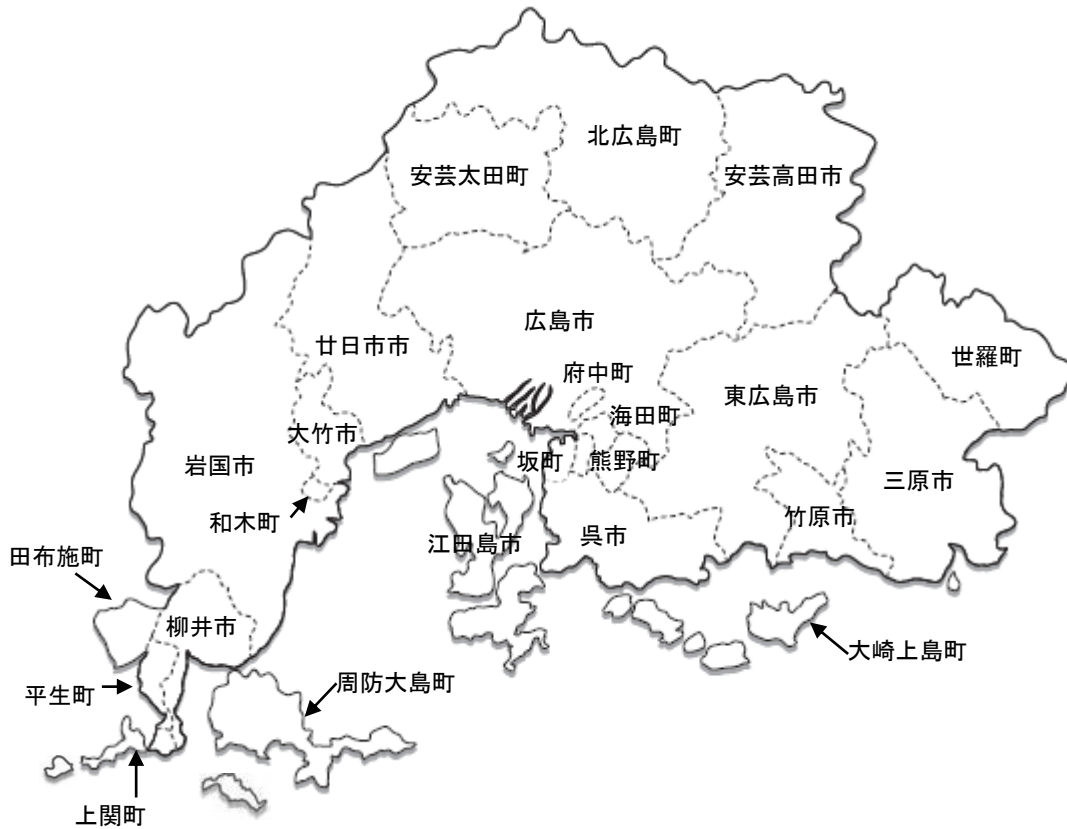 北広島町
安芸太田町
安芸高田市
広島市
廿日市市
世羅町
府中町
東広島市
海田町
大竹市
岩国市
坂町
熊野町
三原市
和木町
竹原市
江田島市
呉市
田布施町
柳井市
大崎上島町
周防大島町
平生町
上関町